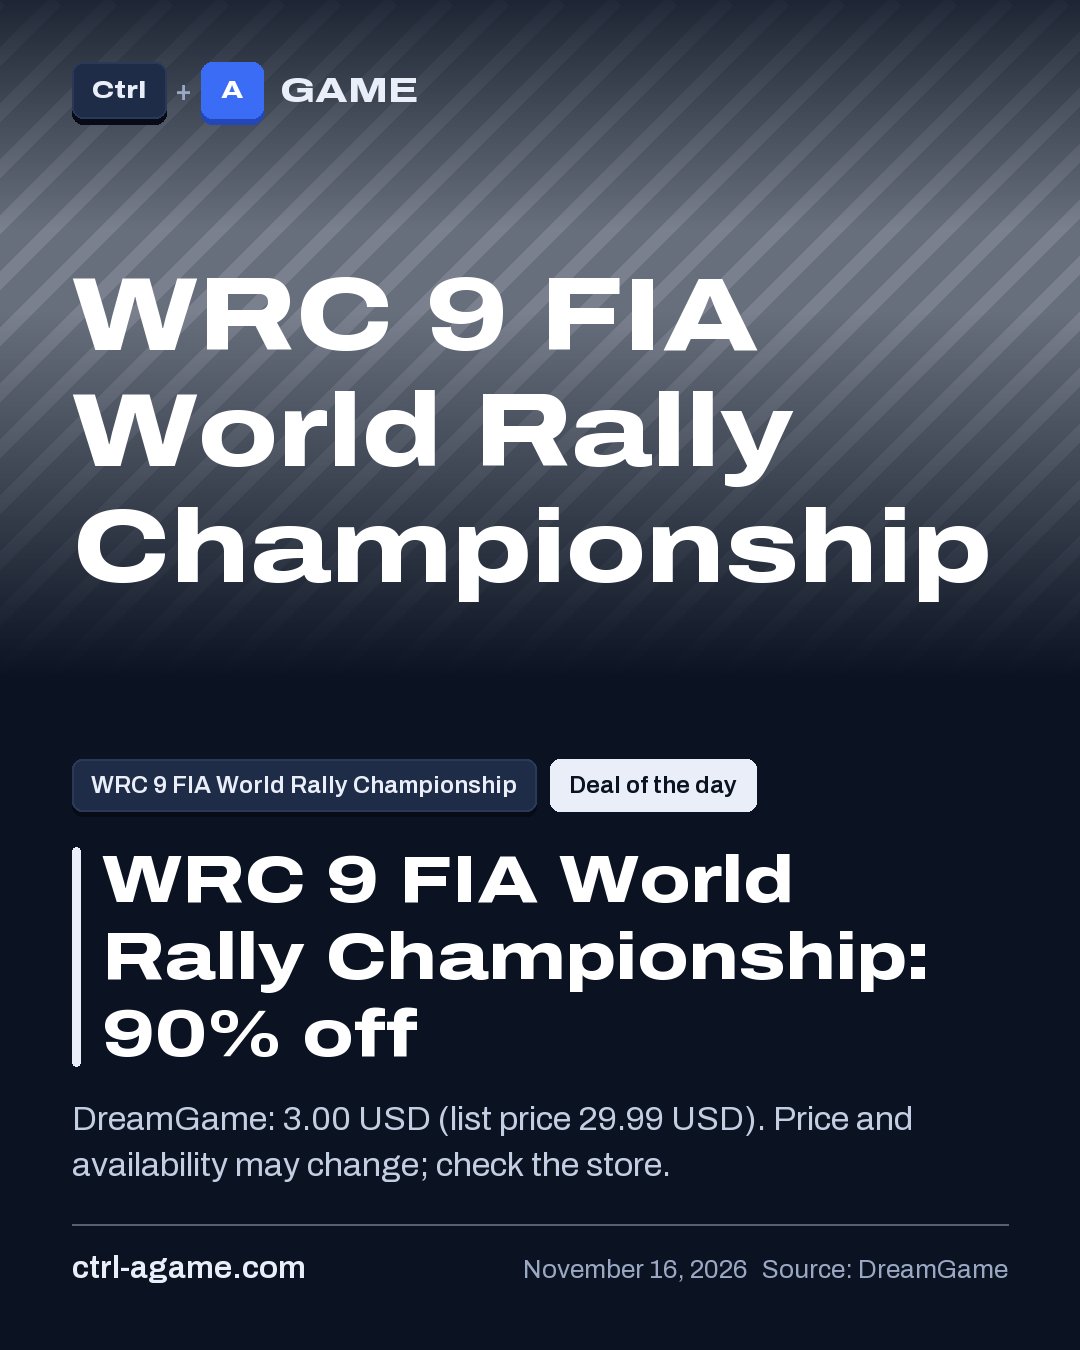 Ctrl + A GAME
WRC 9 FIA
World Rally
Championship
WRC 9 FIA World Rally Championship Deal of the day
WRC 9 FIA World
Rally Championship:
90% off
DreamGame: 3.00 USD (list price 29.99 USD). Price and
availability may change; check the store.
ctrl-agame.com November 16, 2026 Source: DreamGame